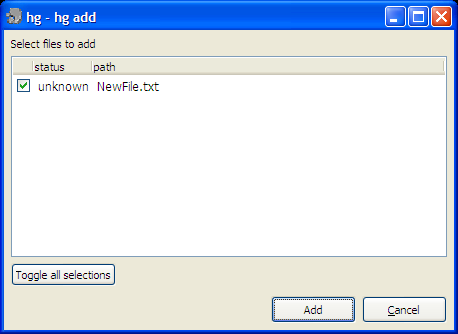 hg - hg add
Select files to add
status path
unknown NewFile.txt
Toggle all selections
Add Cancel